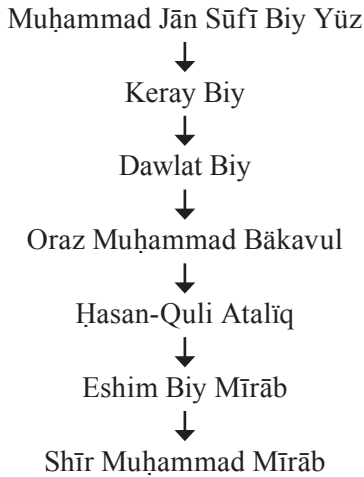 Muḥammad Jān Sūfī Biy Yüz
Keray Biy
Dawlat Biy
Oraz Muḥammad Bäkavul
Ḥasan-Quli Atalïq
Eshim Biy Mīrāb
Shīr Muḥammad Mīrāb